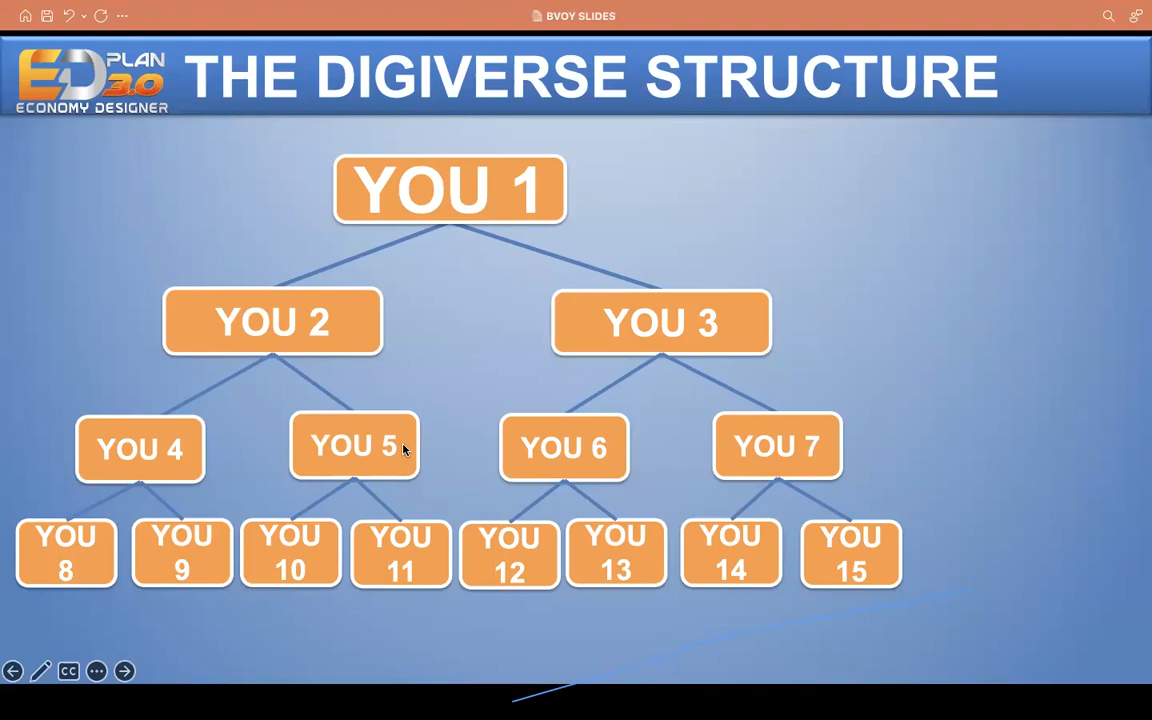 BVOY SLIDES
ED PLAN 3.0
ECONOMY DESIGNER
THE DIGIVERSE STRUCTURE
YOU 1
YOU 2
YOU 3
YOU 4
YOU 5
YOU 6
YOU 7
YOU
8
YOU
9
YOU
10
YOU
11
YOU
12
YOU
13
YOU
14
YOU
15
CC